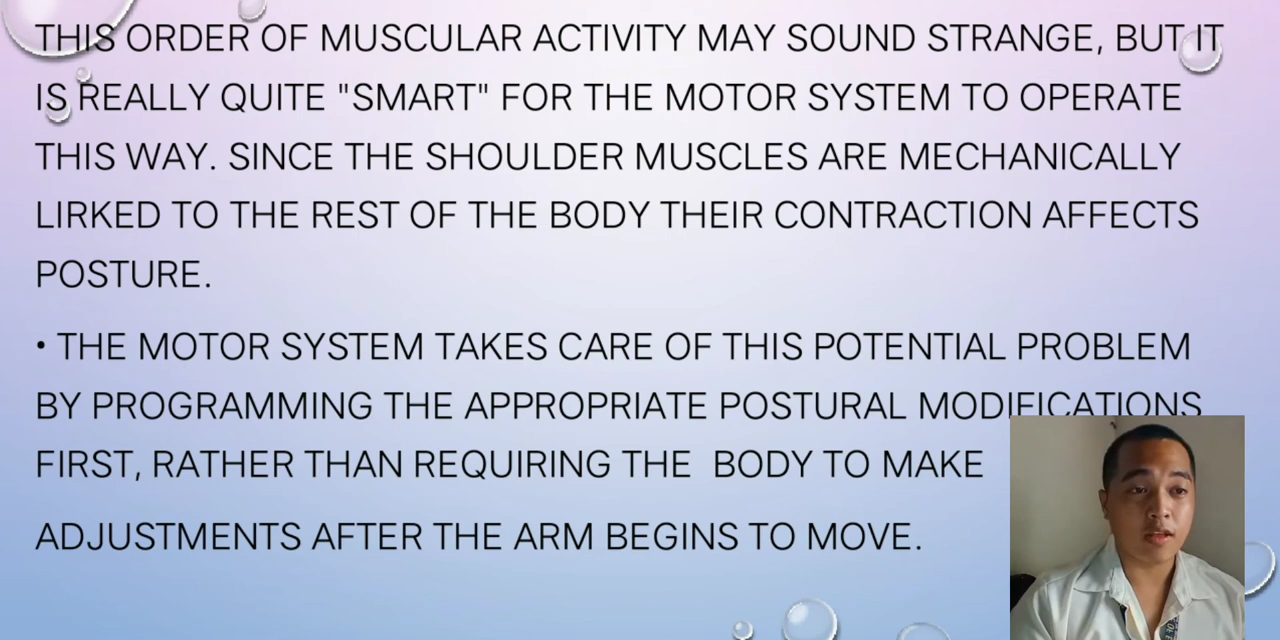 THIS ORDER OF MUSCULAR ACTIVITY MAY SOUND STRANGE, BUT IT
IS REALLY QUITE "SMART" FOR THE MOTOR SYSTEM TO OPERATE
THIS WAY. SINCE THE SHOULDER MUSCLES ARE MECHANICALLY
LIRKED TO THE REST OF THE BODY THEIR CONTRACTION AFFECTS
POSTURE.
• THE MOTOR SYSTEM TAKES CARE OF THIS POTENTIAL PROBLEM
BY PROGRAMMING THE APPROPRIATE POSTURAL MODIFICATIONS
FIRST, RATHER THAN REQUIRING THE BODY TO MAKE
ADJUSTMENTS AFTER THE ARM BEGINS TO MOVE.